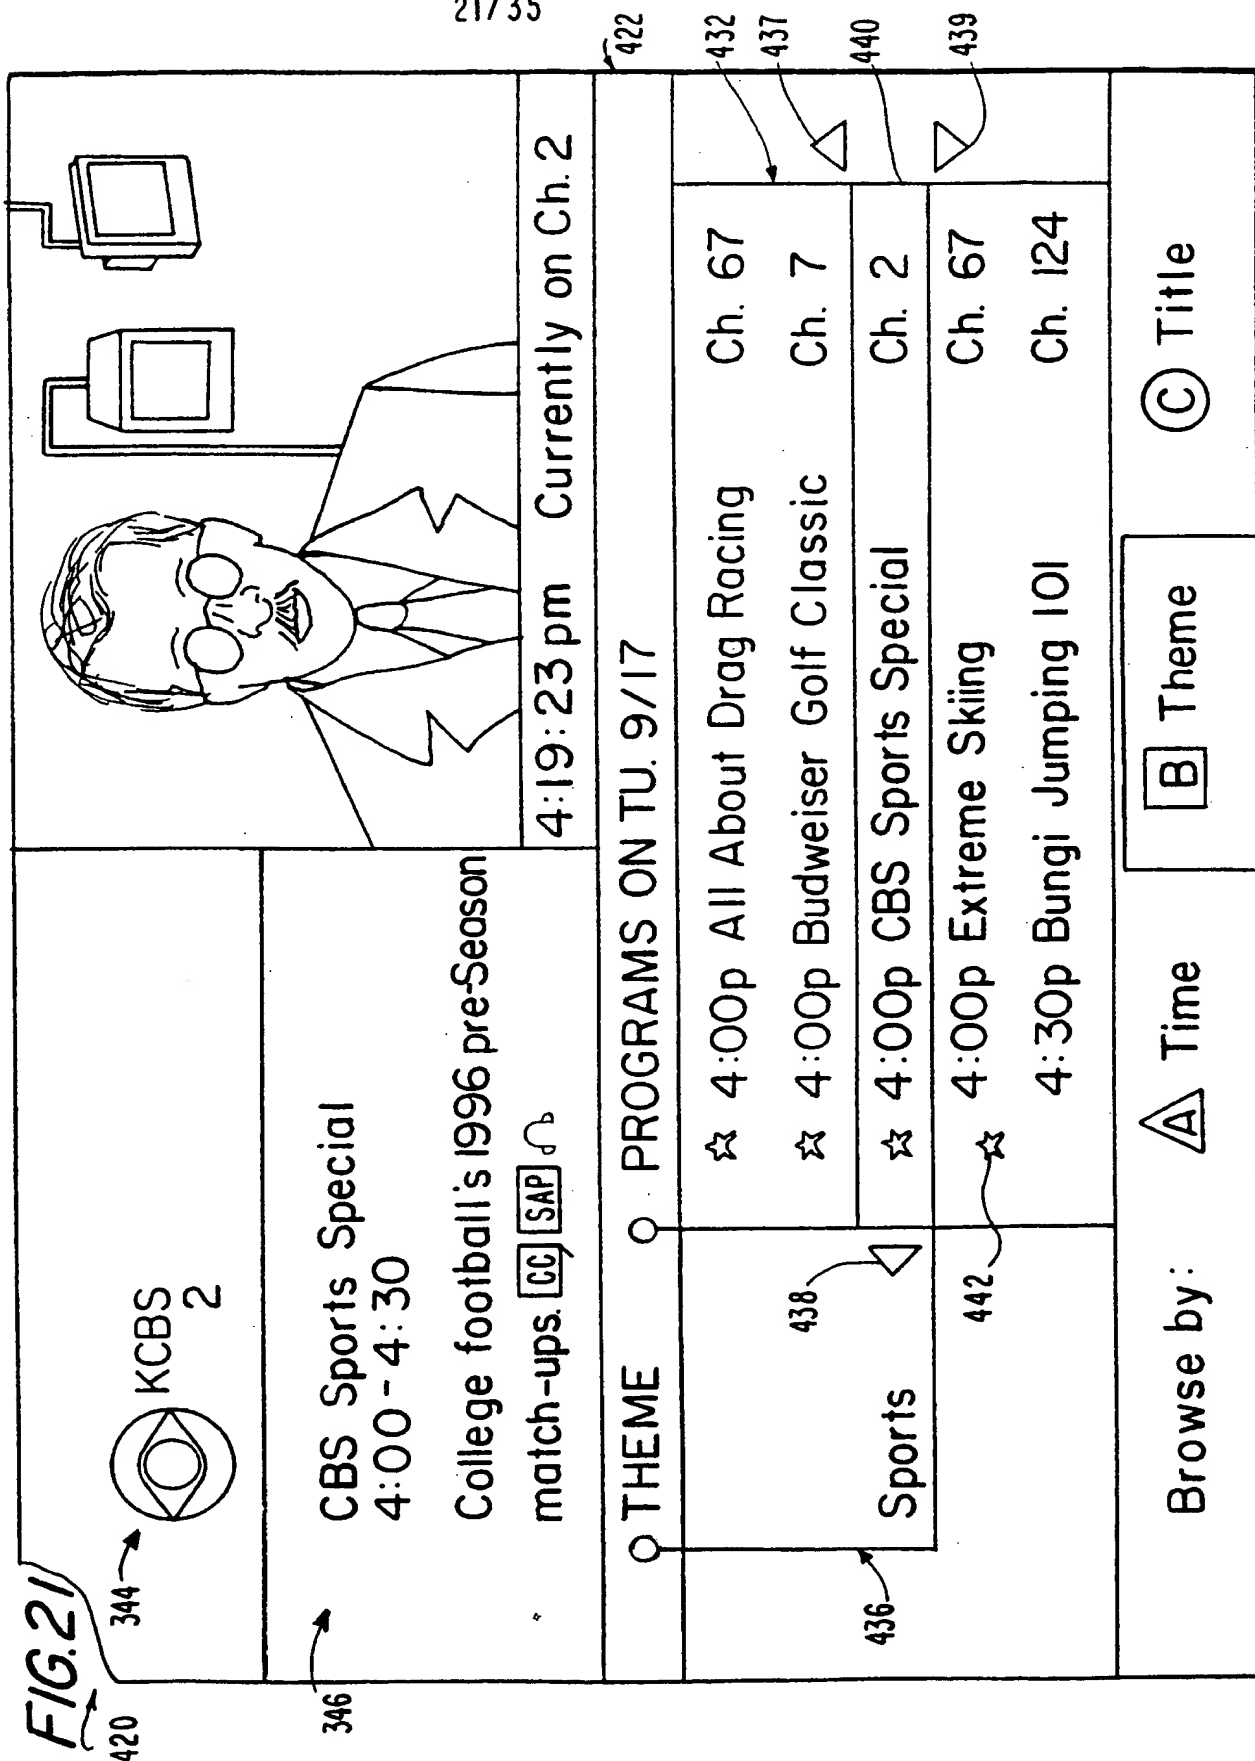 21/35
FIG.21
420
344
KCBS
2
346
CBS Sports Special
4:00-4:30
College football's 1996 pre-Season
match-ups. CC SAP
4:19:23pm Currently on Ch. 2
422
THEME PROGRAMS ON TU. 9/17
432
☆ 4:00p All About Drag Racing Ch. 67
437
☆ 4:00p Budweiser Golf Classic Ch. 7
438
440
436
Sports ☆ 4:00p CBS Sports Special Ch. 2
439
☆ 4:00p Extreme Skiing Ch. 67
442
4:30p Bungi Jumping 101 Ch. 124
Browse by: A Time B Theme C Title